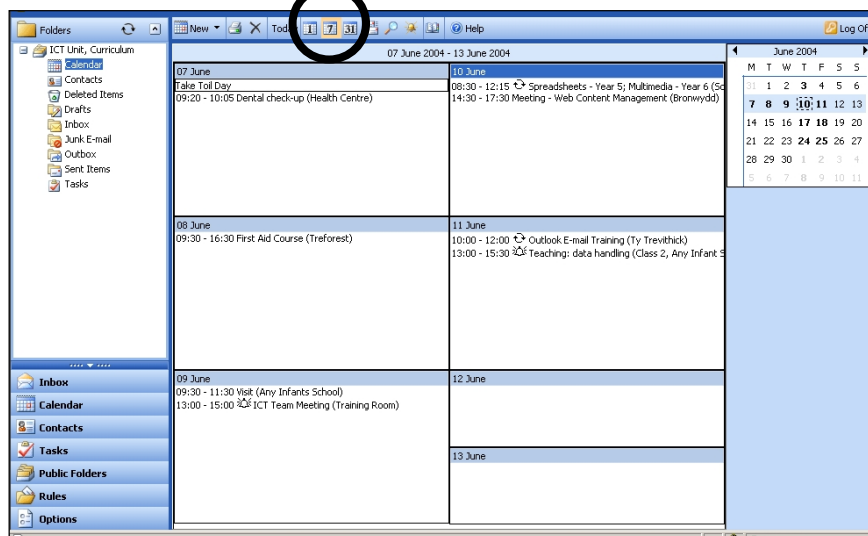 Folders
New
Today
1
7
31
Help
Log Of
ICT Unit, Curriculum
Calendar
Contacts
Deleted Items
Drafts
Inbox
Junk E-mail
Outbox
Sent Items
Tasks
Inbox
Calendar
Contacts
Tasks
Public Folders
Rules
Options
07 June 2004 - 13 June 2004
07 June
Take Toil Day
09:20 - 10:05 Dental check-up (Health Centre)
08 June
09:30 - 16:30 First Aid Course (Treforest)
09 June
09:30 - 11:30 Visit (Any Infants School)
13:00 - 15:00 ICT Team Meeting (Training Room)
10 June
08:30 - 12:15 Spreadsheets - Year 5; Multimedia - Year 6 (Sc
14:30 - 17:30 Meeting - Web Content Management (Bronwydd)
11 June
10:00 - 12:00 Outlook E-mail Training (Ty Trevithick)
13:00 - 15:30 Teaching: data handling (Class 2, Any Infant S
12 June
13 June
June 2004
M T W T F S S
31 1 2 3 4 5 6
7 8 9 10 11 12 13
14 15 16 17 18 19 20
21 22 23 24 25 26 27
28 29 30 1 2 3 4
5 6 7 8 9 10 11